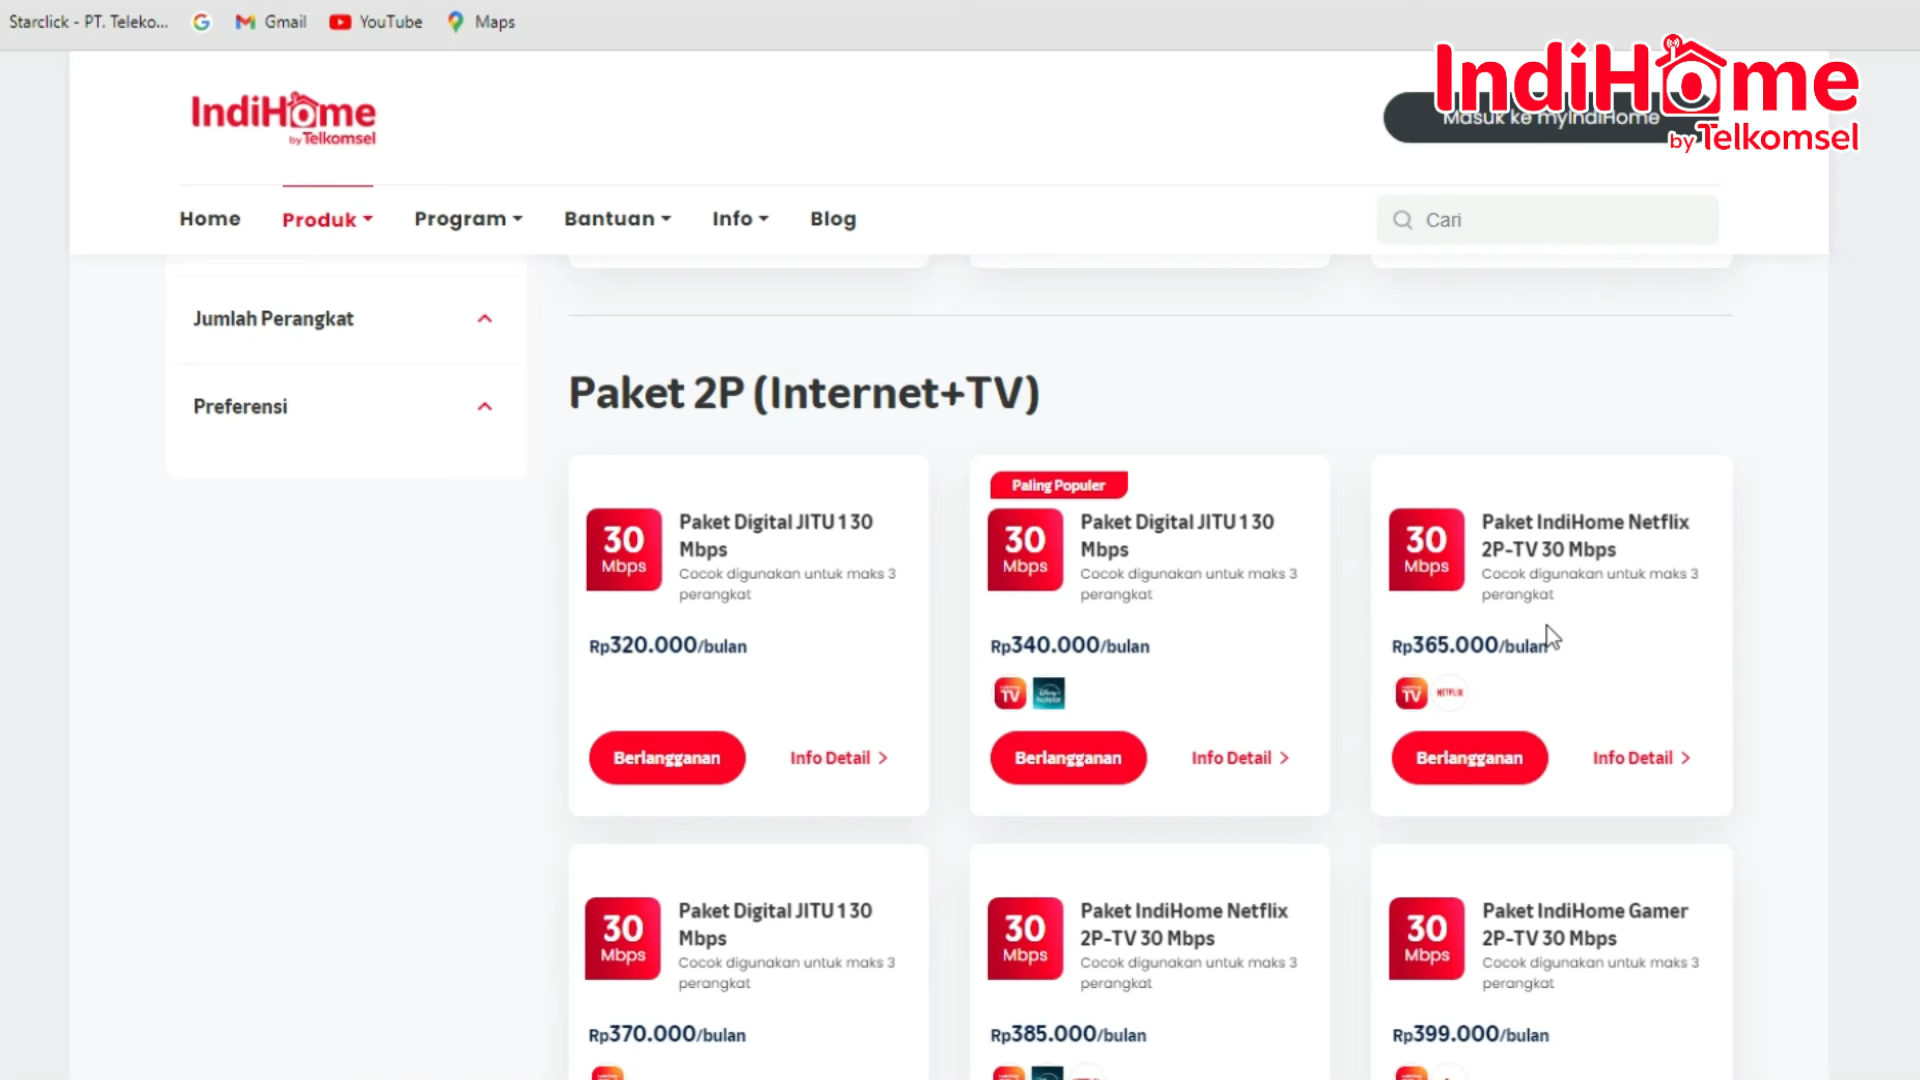 Starclick - PT. Teleko... Gmail YouTube Maps
IndiHome
by Telkomsel
Masuk ke myIndiHome
IndiHome
by Telkomsel
Home Produk Program Bantuan Info Blog
Cari
Jumlah Perangkat
Preferensi
Paket 2P (Internet+TV)
30
Mbps
Paket Digital JITU 1 30
Mbps
Cocok digunakan untuk maks 3
perangkat
Rp320.000/bulan
Berlangganan Info Detail
Paling Populer
30
Mbps
Paket Digital JITU 1 30
Mbps
Cocok digunakan untuk maks 3
perangkat
Rp340.000/bulan
TV Disney+ hotstar
Berlangganan Info Detail
30
Mbps
Paket IndiHome Netflix
2P-TV 30 Mbps
Cocok digunakan untuk maks 3
perangkat
Rp365.000/bulan
TV NETFLIX
Berlangganan Info Detail
30
Mbps
Paket Digital JITU 1 30
Mbps
Cocok digunakan untuk maks 3
perangkat
Rp370.000/bulan
30
Mbps
Paket IndiHome Netflix
2P-TV 30 Mbps
Cocok digunakan untuk maks 3
perangkat
Rp385.000/bulan
30
Mbps
Paket IndiHome Gamer
2P-TV 30 Mbps
Cocok digunakan untuk maks 3
perangkat
Rp399.000/bulan